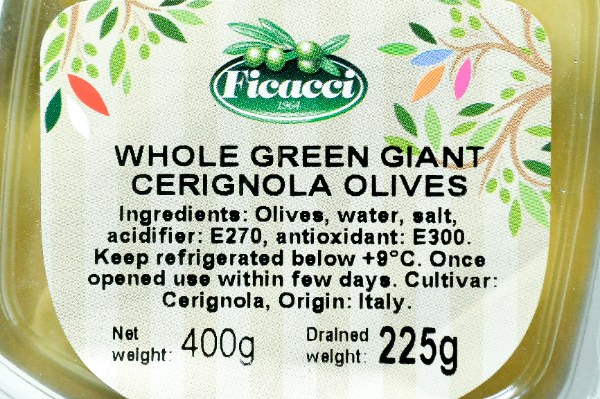 Ficacci
1964
WHOLE GREEN GIANT
CERIGNOLA OLIVES
Ingredients: Olives, water, salt,
acidifier: E270, antioxidant: E300.
Keep refrigerated below +9°C. Once
opened use within few days. Cultivar:
Cerignola, Origin: Italy.
Net weight: 400g Drained weight: 225g